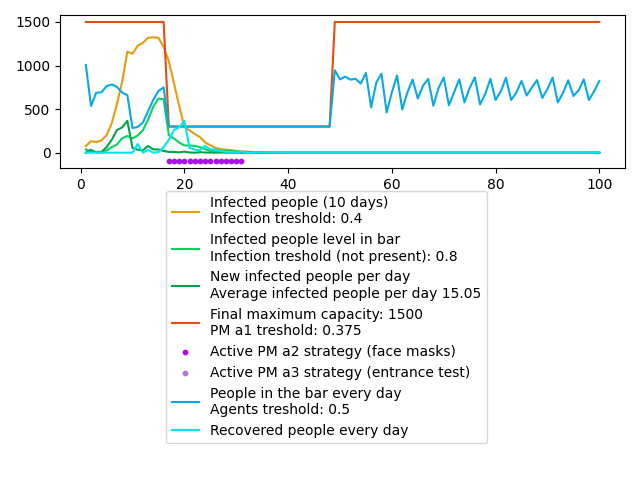 1500
1000
500
0
0 20 40 60 80 100
Infected people (10 days)
Infection treshold: 0.4
Infected people level in bar
Infection treshold (not present): 0.8
New infected people per day
Average infected people per day 15.05
Final maximum capacity: 1500
PM a1 treshold: 0.375
Active PM a2 strategy (face masks)
Active PM a3 strategy (entrance test)
People in the bar every day
Agents treshold: 0.5
Recovered people every day